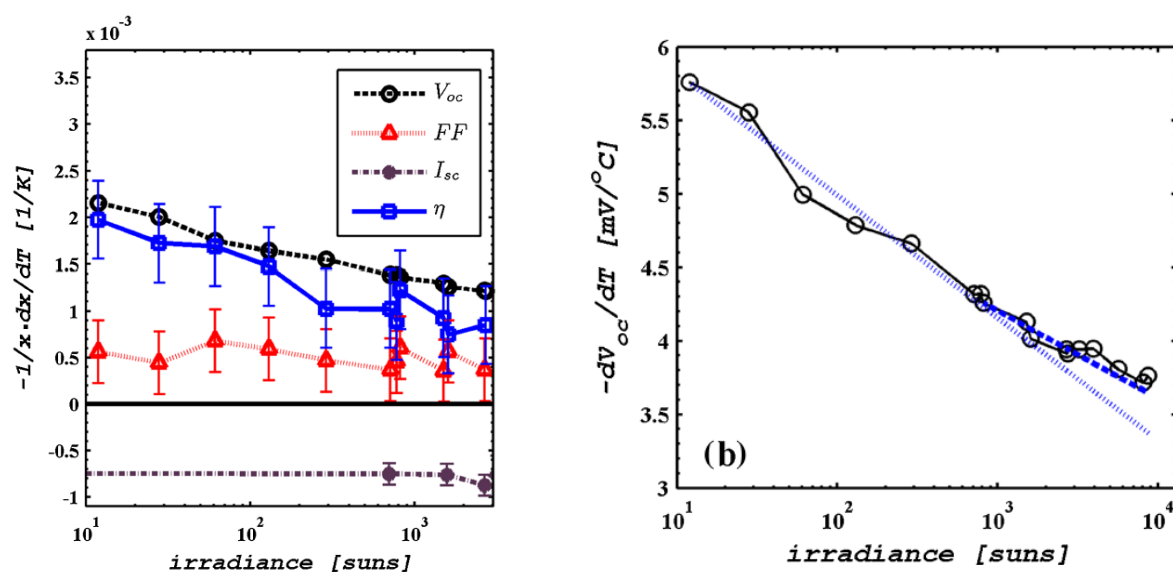 x 10⁻³
3.5
3
2.5
2
1.5
1
0.5
0
-0.5
-1
-1/x•dx/dT [1/K]
V_oc
FF
I_sc
η
10¹ 10² 10³
irradiance [suns]
6
5.5
5
4.5
4
3.5
3
-dV_oc/dT [mV/°C]
(b)
10¹ 10² 10³ 10⁴
irradiance [suns]